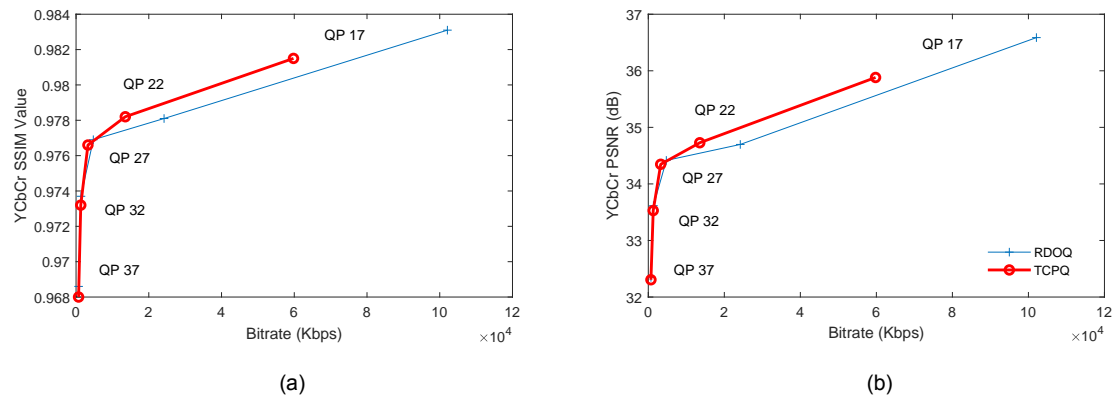 0.984
0.982
0.98
0.978
0.976
0.974
0.972
0.97
0.968
YCbCr SSIM Value
QP 17
QP 22
QP 27
QP 32
QP 37
0 2 4 6 8 10 12
Bitrate (Kbps)
×10⁴
(a)
37
36
35
34
33
32
YCbCr PSNR (dB)
QP 17
QP 22
QP 27
QP 32
QP 37
RDOQ
TCPQ
0 2 4 6 8 10 12
Bitrate (Kbps)
×10⁴
(b)